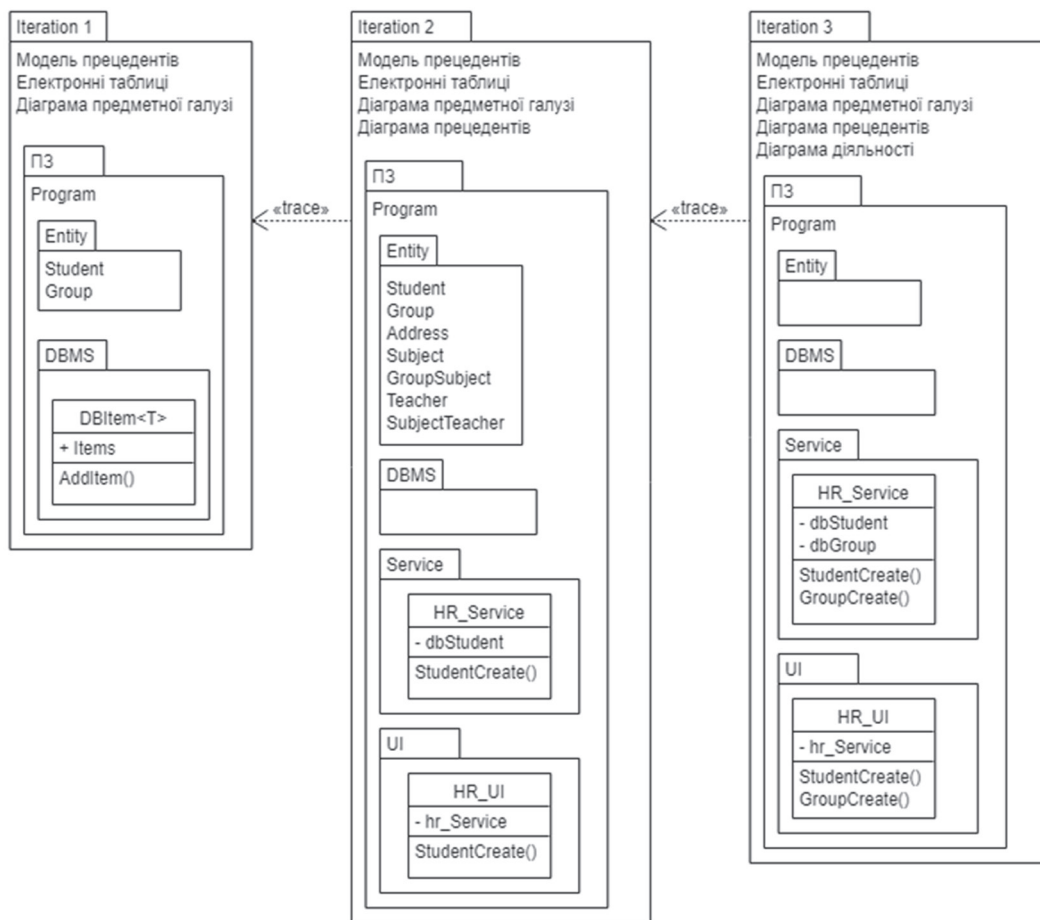 Iteration 1
Модель прецедентів
Електронні таблиці
Діаграма предметної галузі
ПЗ
Program
Entity
Student
Group
DBMS
DBItem<T>
+ Items
AddItem()
«trace»
Iteration 2
Модель прецедентів
Електронні таблиці
Діаграма предметної галузі
Діаграма прецедентів
ПЗ
Program
Entity
Student
Group
Address
Subject
GroupSubject
Teacher
SubjectTeacher
DBMS
Service
HR_Service
- dbStudent
StudentCreate()
UI
HR_UI
- hr_Service
StudentCreate()
«trace»
Iteration 3
Модель прецедентів
Електронні таблиці
Діаграма предметної галузі
Діаграма прецедентів
Діаграма діяльності
ПЗ
Program
Entity
DBMS
Service
HR_Service
- dbStudent
- dbGroup
StudentCreate()
GroupCreate()
UI
HR_UI
- hr_Service
StudentCreate()
GroupCreate()